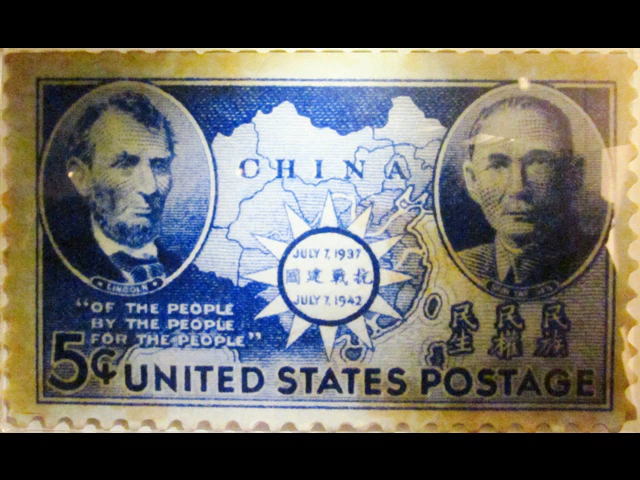 CHINA
LINCOLN
JULY 7, 1937
抗戰建國
JULY 7, 1942
"OF THE PEOPLE
BY THE PEOPLE
FOR THE PEOPLE"
民族
民權
民生
5¢ UNITED STATES POSTAGE